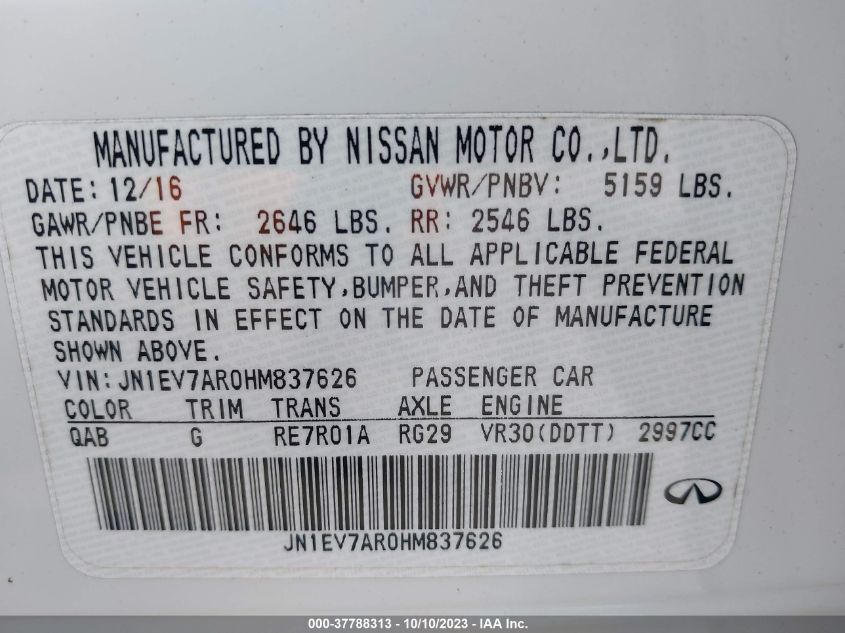 MANUFACTURED BY NISSAN MOTOR CO.,LTD.
DATE: 12/16 GVWR/PNBV: 5159 LBS.
GAWR/PNBE FR: 2646 LBS. RR: 2546 LBS.
THIS VEHICLE CONFORMS TO ALL APPLICABLE FEDERAL
MOTOR VEHICLE SAFETY,BUMPER,AND THEFT PREVENTION
STANDARDS IN EFFECT ON THE DATE OF MANUFACTURE
SHOWN ABOVE.
VIN:JN1EV7AR0HM837626 PASSENGER CAR
COLOR TRIM TRANS AXLE ENGINE
QAB G RE7R01A RG29 VR30(DDTT) 2997CC
JN1EV7AR0HM837626
000-37788313 - 10/10/2023 - IAA Inc.